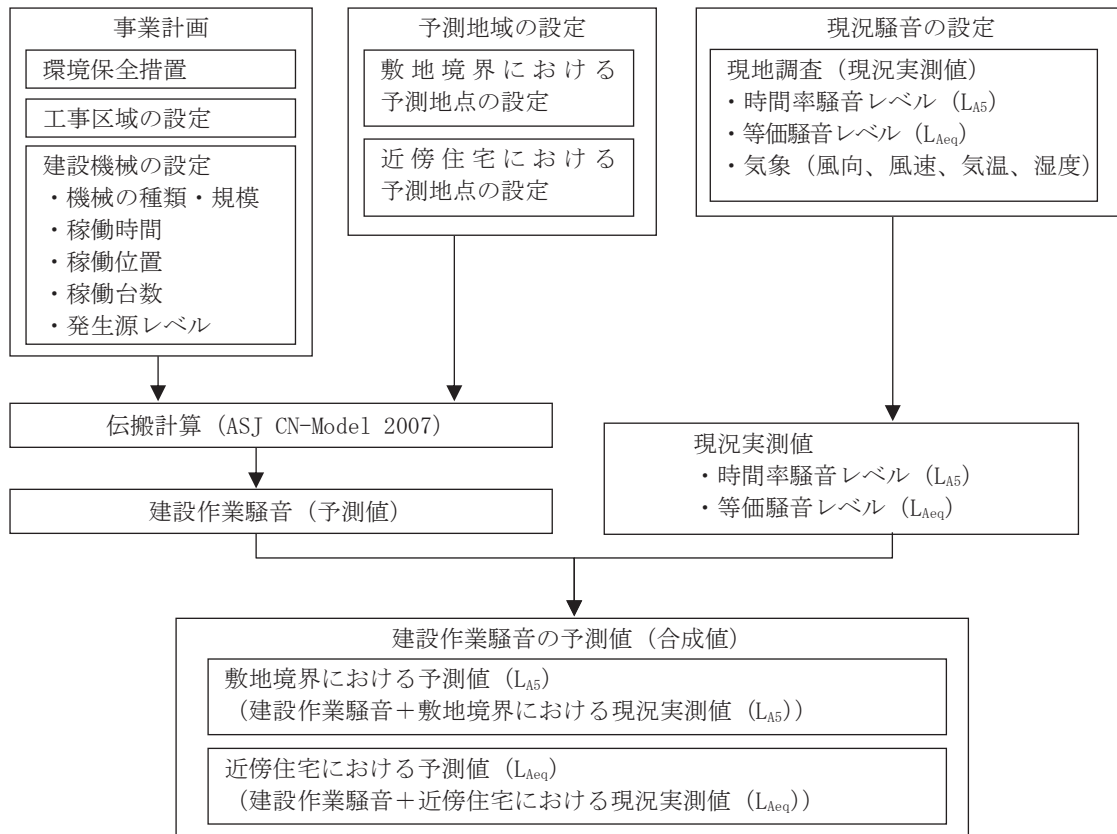 事業計画
環境保全措置
工事区域の設定
建設機械の設定
・機械の種類・規模
・稼働時間
・稼働位置
・稼働台数
・発生源レベル
予測地域の設定
敷地境界における
予測地点の設定
近傍住宅における
予測地点の設定
現況騒音の設定
現地調査（現況実測値）
・時間率騒音レベル（LA5）
・等価騒音レベル（LAeq）
・気象（風向、風速、気温、湿度）
伝搬計算（ASJ CN-Model 2007）
建設作業騒音（予測値）
現況実測値
・時間率騒音レベル（LA5）
・等価騒音レベル（LAeq）
建設作業騒音の予測値（合成値）
敷地境界における予測値（LA5）
（建設作業騒音＋敷地境界における現況実測値（LA5））
近傍住宅における予測値（LAeq）
（建設作業騒音＋近傍住宅における現況実測値（LAeq））